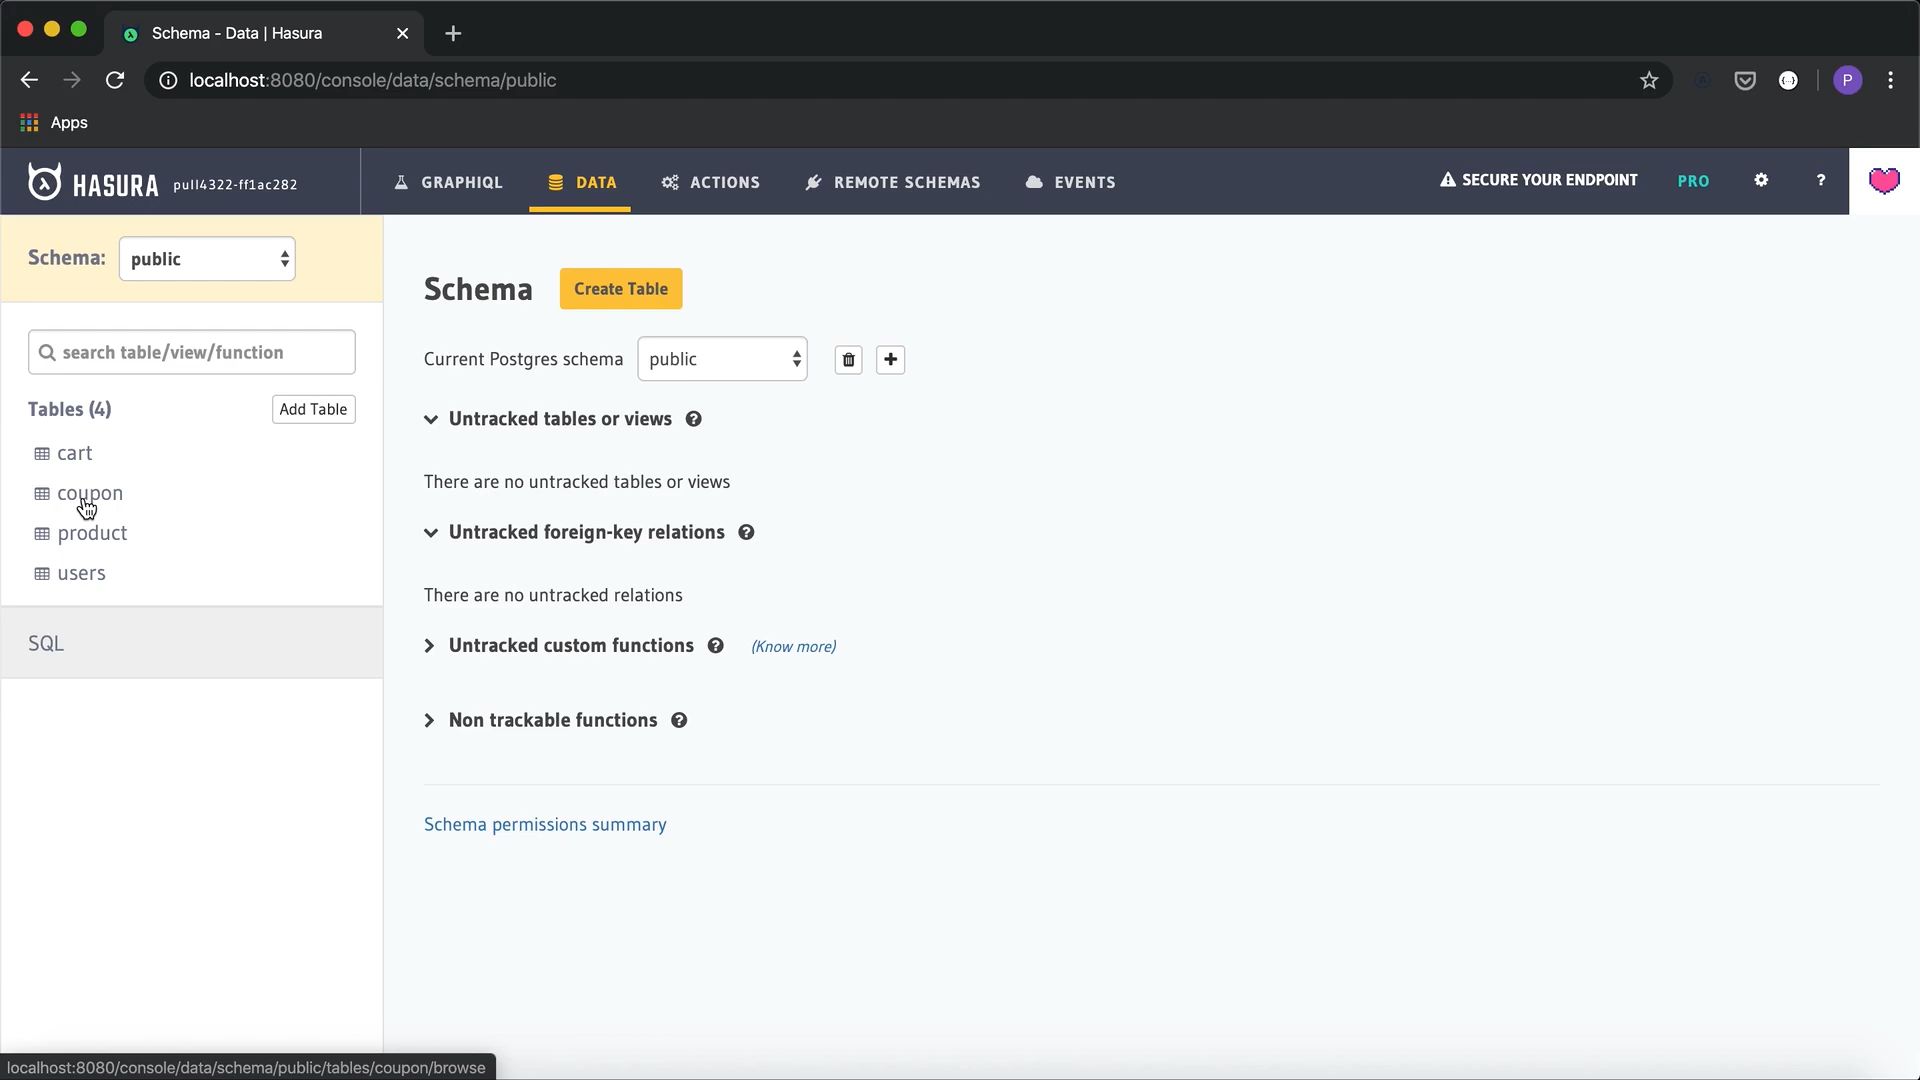 Schema - Data | Hasura
localhost:8080/console/data/schema/public
P
Apps
HASURA pull4322-ff1ac282
GRAPHIQL
DATA
ACTIONS
REMOTE SCHEMAS
EVENTS
SECURE YOUR ENDPOINT
PRO
?
Schema: public
search table/view/function
Tables (4)
Add Table
cart
coupon
product
users
SQL
Schema
Create Table
Current Postgres schema public
Untracked tables or views ?
There are no untracked tables or views
Untracked foreign-key relations ?
There are no untracked relations
Untracked custom functions ? (Know more)
Non trackable functions ?
Schema permissions summary
localhost:8080/console/data/schema/public/tables/coupon/browse